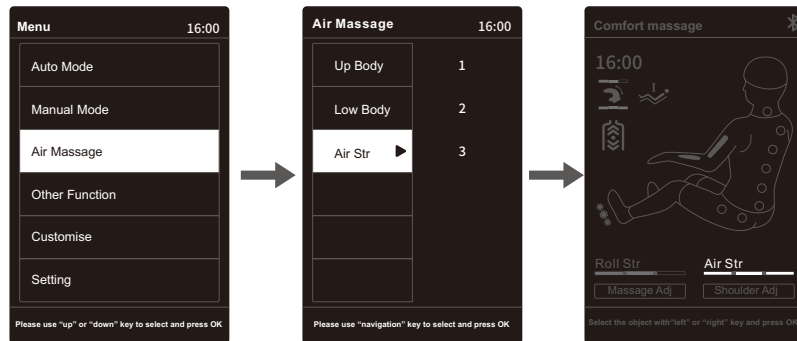 Menu 16:00
Auto Mode
Manual Mode
Air Massage
Other Function
Customise
Setting
Please use “up” or “down” key to select and press OK
Air Massage 16:00
Up Body 1
Low Body 2
Air Str 3
Please use “navigation” key to select and press OK
Comfort massage
16:00
I
Roll Str Air Str
Massage Adj Shoulder Adj
Select the object with“left” or “right” key and press OK